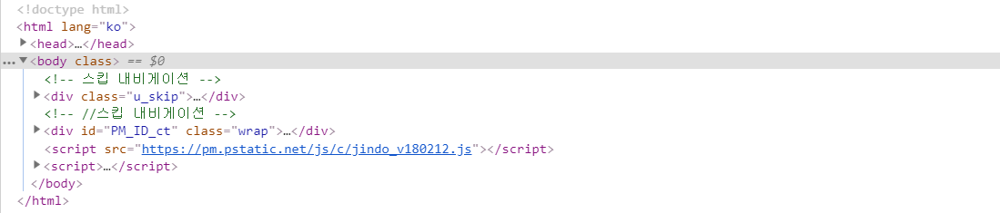 <!doctype html>
<html lang="ko">
<head>…</head>
<body class> == $0
<!-- 스킵 내비게이션 -->
<div class="u_skip">…</div>
<!-- //스킵 내비게이션 -->
<div id="PM_ID_ct" class="wrap">…</div>
<script src="https://pm.pstatic.net/js/c/jindo_v180212.js"></script>
<script>…</script>
</body>
</html>